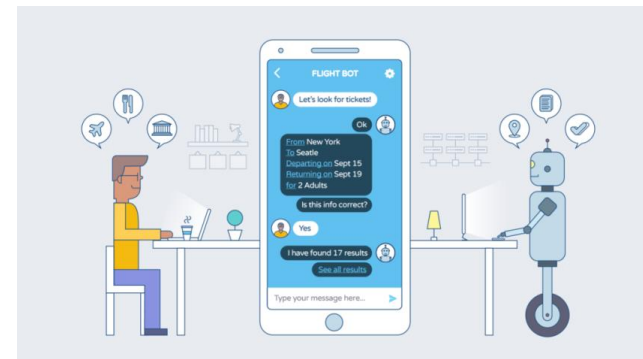 FLIGHT BOT
Let's look for tickets!
Ok
From New York
To Seatle
Departing on Sept 15
Returning on Sept 19
for 2 Adults
Is this info correct?
Yes
I have found 17 results
See all results
Type your message here...